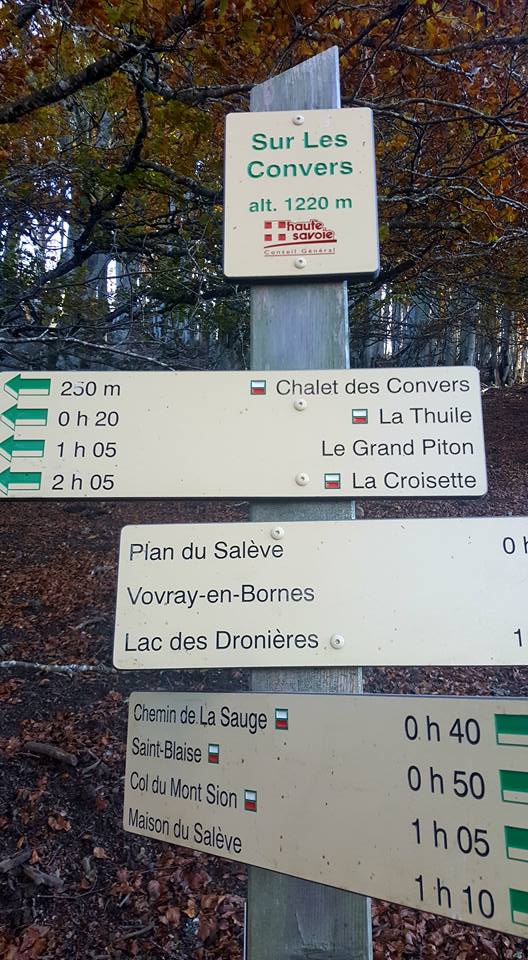 Sur Les
Convers
alt. 1220 m
haute
savoie
Conseil Général
250 m Chalet des Convers
0 h 20 La Thuile
1 h 05 Le Grand Piton
2 h 05 La Croisette
Plan du Salève 0 h
Vovray-en-Bornes
Lac des Dronières 1
Chemin de La Sauge 0 h 40
Saint-Blaise 0 h 50
Col du Mont Sion 1 h 05
Maison du Salève 1 h 10